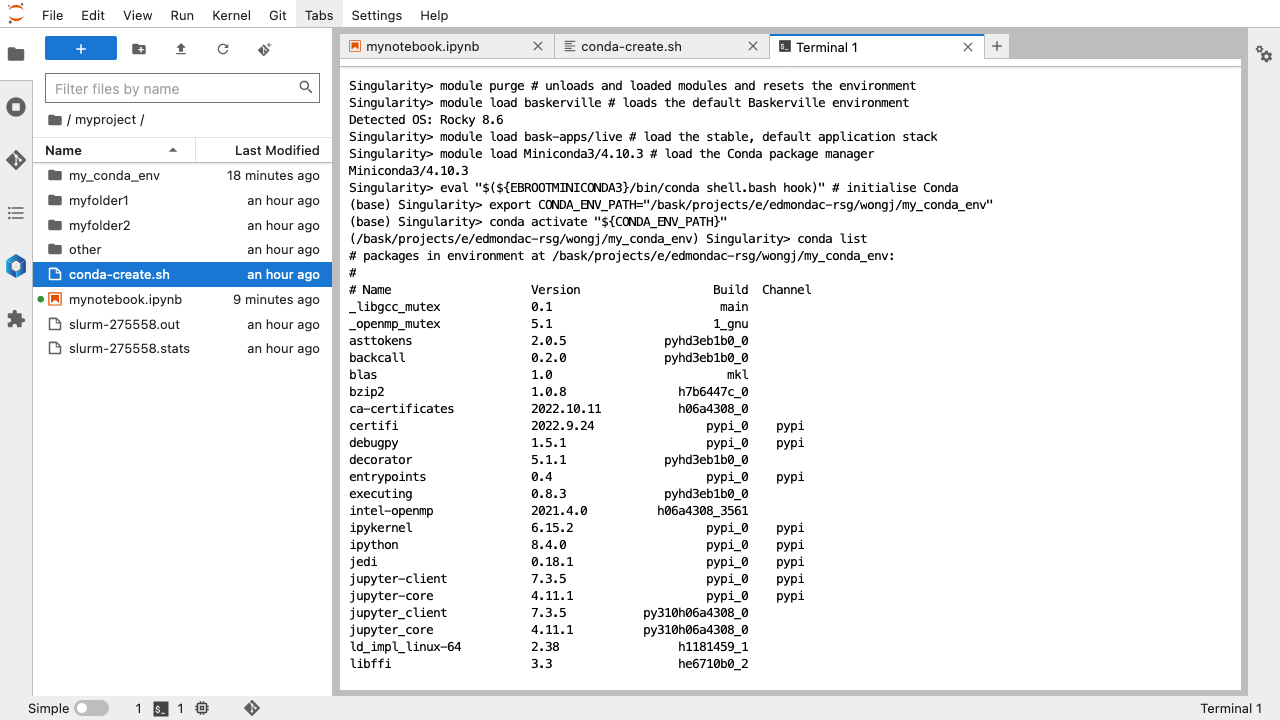 File Edit View Run Kernel Git Tabs Settings Help
Filter files by name
/ myproject /
Name Last Modified
my_conda_env 18 minutes ago
myfolder1 an hour ago
myfolder2 an hour ago
other an hour ago
conda-create.sh an hour ago
mynotebook.ipynb 9 minutes ago
slurm-275558.out an hour ago
slurm-275558.stats an hour ago
mynotebook.ipynb conda-create.sh Terminal 1
Singularity> module purge # unloads and loaded modules and resets the environment
Singularity> module load baskerville # loads the default Baskerville environment
Detected OS: Rocky 8.6
Singularity> module load bask-apps/live # load the stable, default application stack
Singularity> module load Miniconda3/4.10.3 # load the Conda package manager
Miniconda3/4.10.3
Singularity> eval "$(${EBROOTMINICONDA3}/bin/conda shell.bash hook)" # initialise Conda
(base) Singularity> export CONDA_ENV_PATH="/bask/projects/e/edmondac-rsg/wongj/my_conda_env"
(base) Singularity> conda activate "${CONDA_ENV_PATH}"
(/bask/projects/e/edmondac-rsg/wongj/my_conda_env) Singularity> conda list
# packages in environment at /bask/projects/e/edmondac-rsg/wongj/my_conda_env:
#
# Name Version Build Channel
_libgcc_mutex 0.1 main
_openmp_mutex 5.1 1_gnu
asttokens 2.0.5 pyhd3eb1b0_0
backcall 0.2.0 pyhd3eb1b0_0
blas 1.0 mkl
bzip2 1.0.8 h7b6447c_0
ca-certificates 2022.10.11 h06a4308_0
certifi 2022.9.24 pypi_0 pypi
debugpy 1.5.1 pypi_0 pypi
decorator 5.1.1 pyhd3eb1b0_0
entrypoints 0.4 pypi_0 pypi
executing 0.8.3 pyhd3eb1b0_0
intel-openmp 2021.4.0 h06a4308_3561
ipykernel 6.15.2 pypi_0 pypi
ipython 8.4.0 pypi_0 pypi
jedi 0.18.1 pypi_0 pypi
jupyter-client 7.3.5 pypi_0 pypi
jupyter-core 4.11.1 pypi_0 pypi
jupyter_client 7.3.5 py310h06a4308_0
jupyter_core 4.11.1 py310h06a4308_0
ld_impl_linux-64 2.38 h1181459_1
libffi 3.3 he6710b0_2
Simple 1 $_ 1 Terminal 1